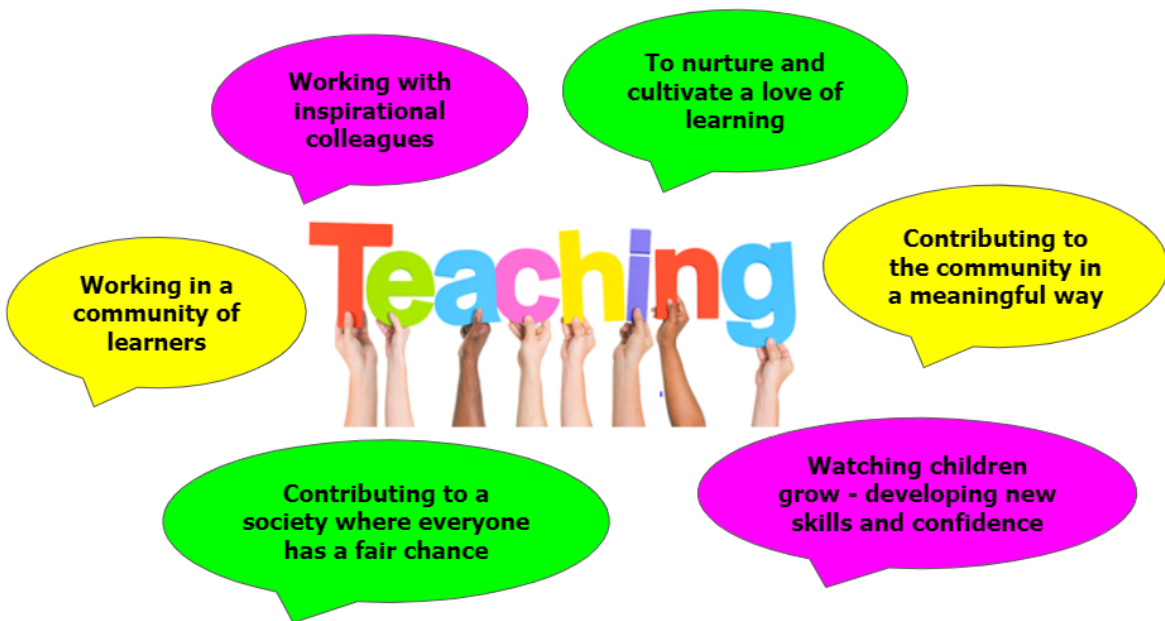 Working with
inspirational
colleagues
To nurture and
cultivate a love of
learning
Teaching
Working in a
community of
learners
Contributing to
the community in
a meaningful way
Contributing to a
society where everyone
has a fair chance
Watching children
grow - developing new
skills and confidence